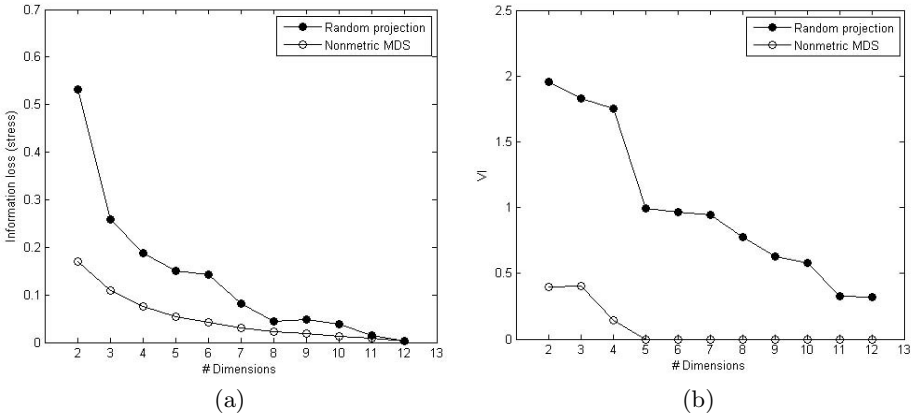 0.7
0.6
0.5
0.4
0.3
0.2
0.1
0
Information loss (stress)
Random projection
Nonmetric MDS
2 3 4 5 6 7 8 9 10 11 12 13
# Dimensions
(a)
2.5
2
1.5
1
0.5
0
VI
Random projection
Nonmetric MDS
2 3 4 5 6 7 8 9 10 11 12 13
# Dimensions
(b)